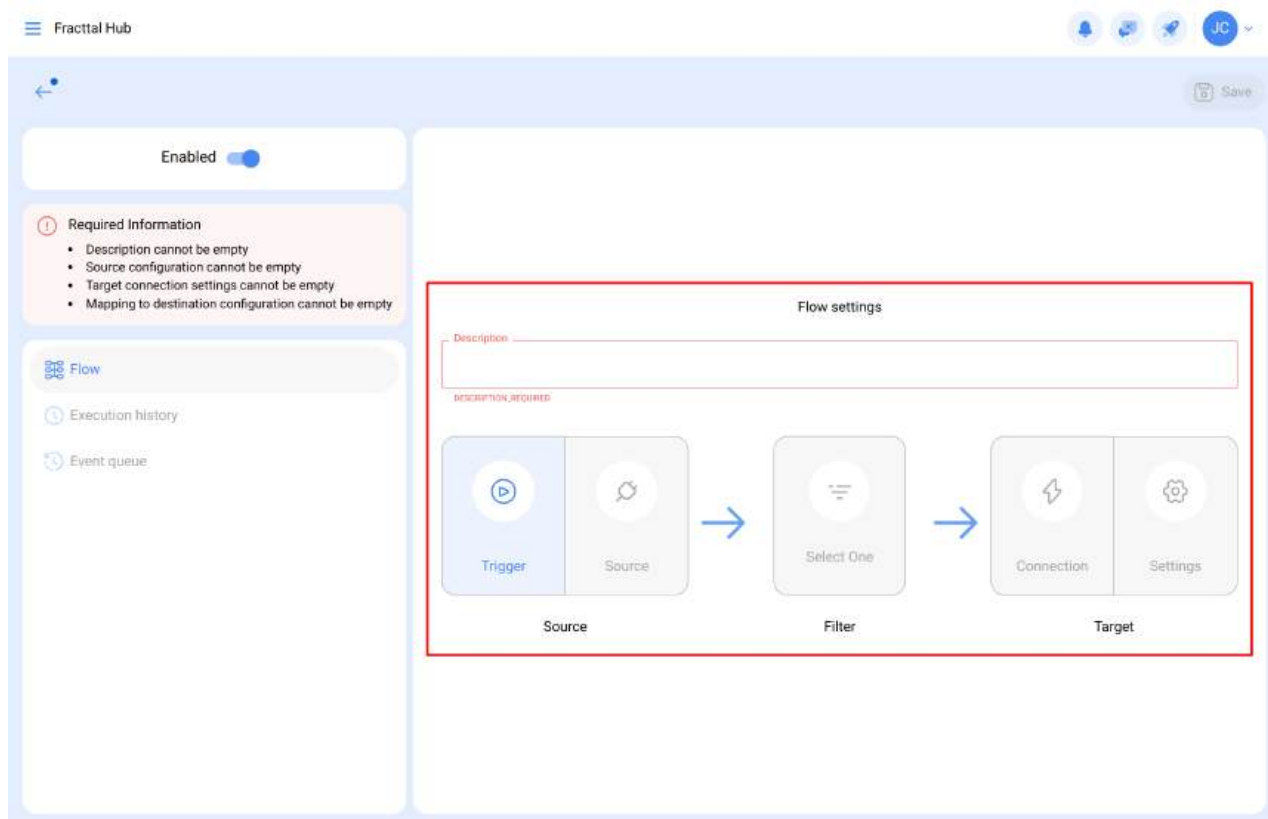 Fracttal Hub
JC
Save
Enabled
Required Information
• Description cannot be empty
• Source configuration cannot be empty
• Target connection settings cannot be empty
• Mapping to destination configuration cannot be empty
Flow
Execution history
Event queue
Flow settings
Description
DESCRIPTION_REQUIRED
Trigger
Source
Select One
Connection
Settings
Source
Filter
Target